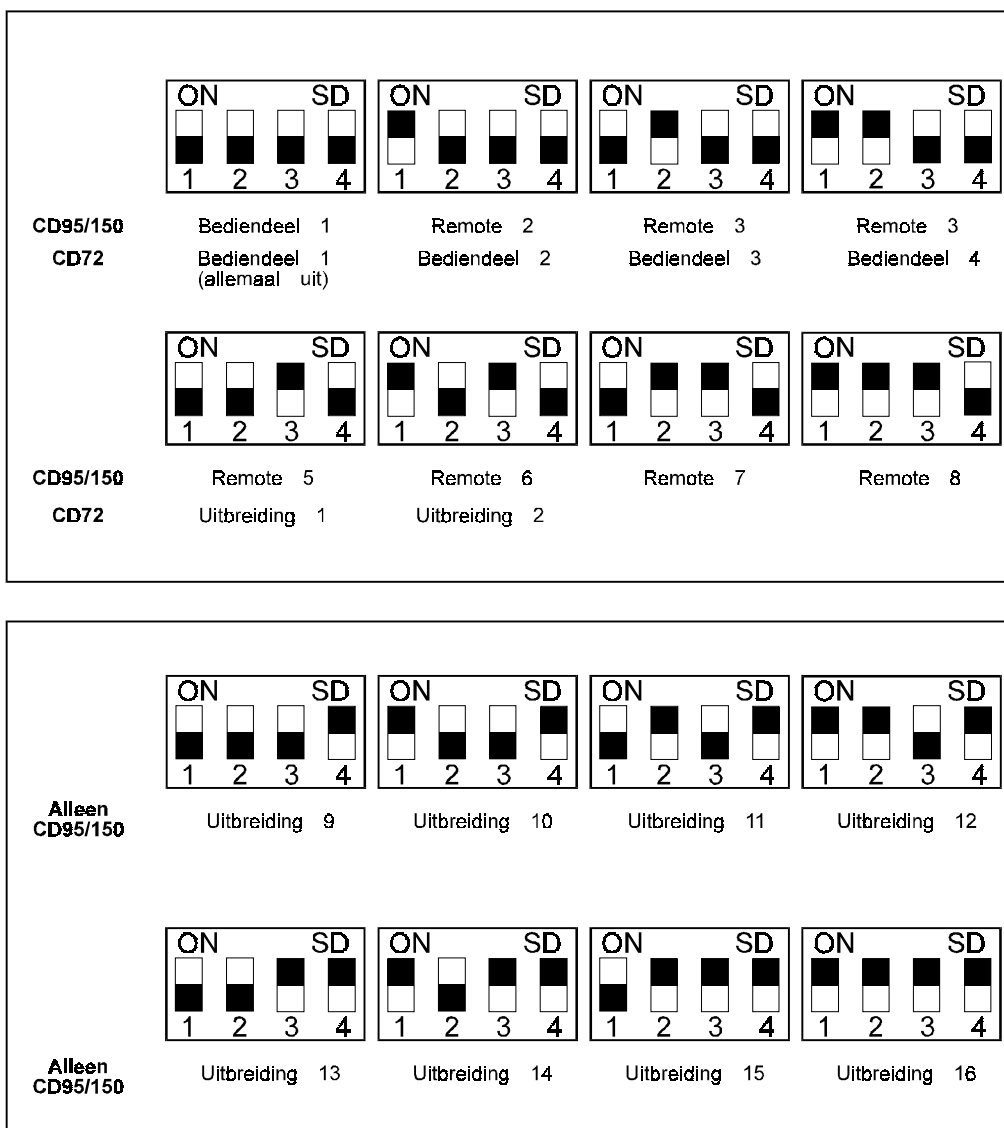 ON SD ON SD ON SD ON SD
1 2 3 4 1 2 3 4 1 2 3 4 1 2 3 4
CD95/150 Bediendeel 1 Remote 2 Remote 3 Remote 3
CD72 Bediendeel 1 Bediendeel 2 Bediendeel 3 Bediendeel 4
(allemaal uit)
ON SD ON SD ON SD ON SD
1 2 3 4 1 2 3 4 1 2 3 4 1 2 3 4
CD95/150 Remote 5 Remote 6 Remote 7 Remote 8
CD72 Uitbreiding 1 Uitbreiding 2
ON SD ON SD ON SD ON SD
1 2 3 4 1 2 3 4 1 2 3 4 1 2 3 4
Alleen
CD95/150 Uitbreiding 9 Uitbreiding 10 Uitbreiding 11 Uitbreiding 12
ON SD ON SD ON SD ON SD
1 2 3 4 1 2 3 4 1 2 3 4 1 2 3 4
Alleen
CD95/150 Uitbreiding 13 Uitbreiding 14 Uitbreiding 15 Uitbreiding 16